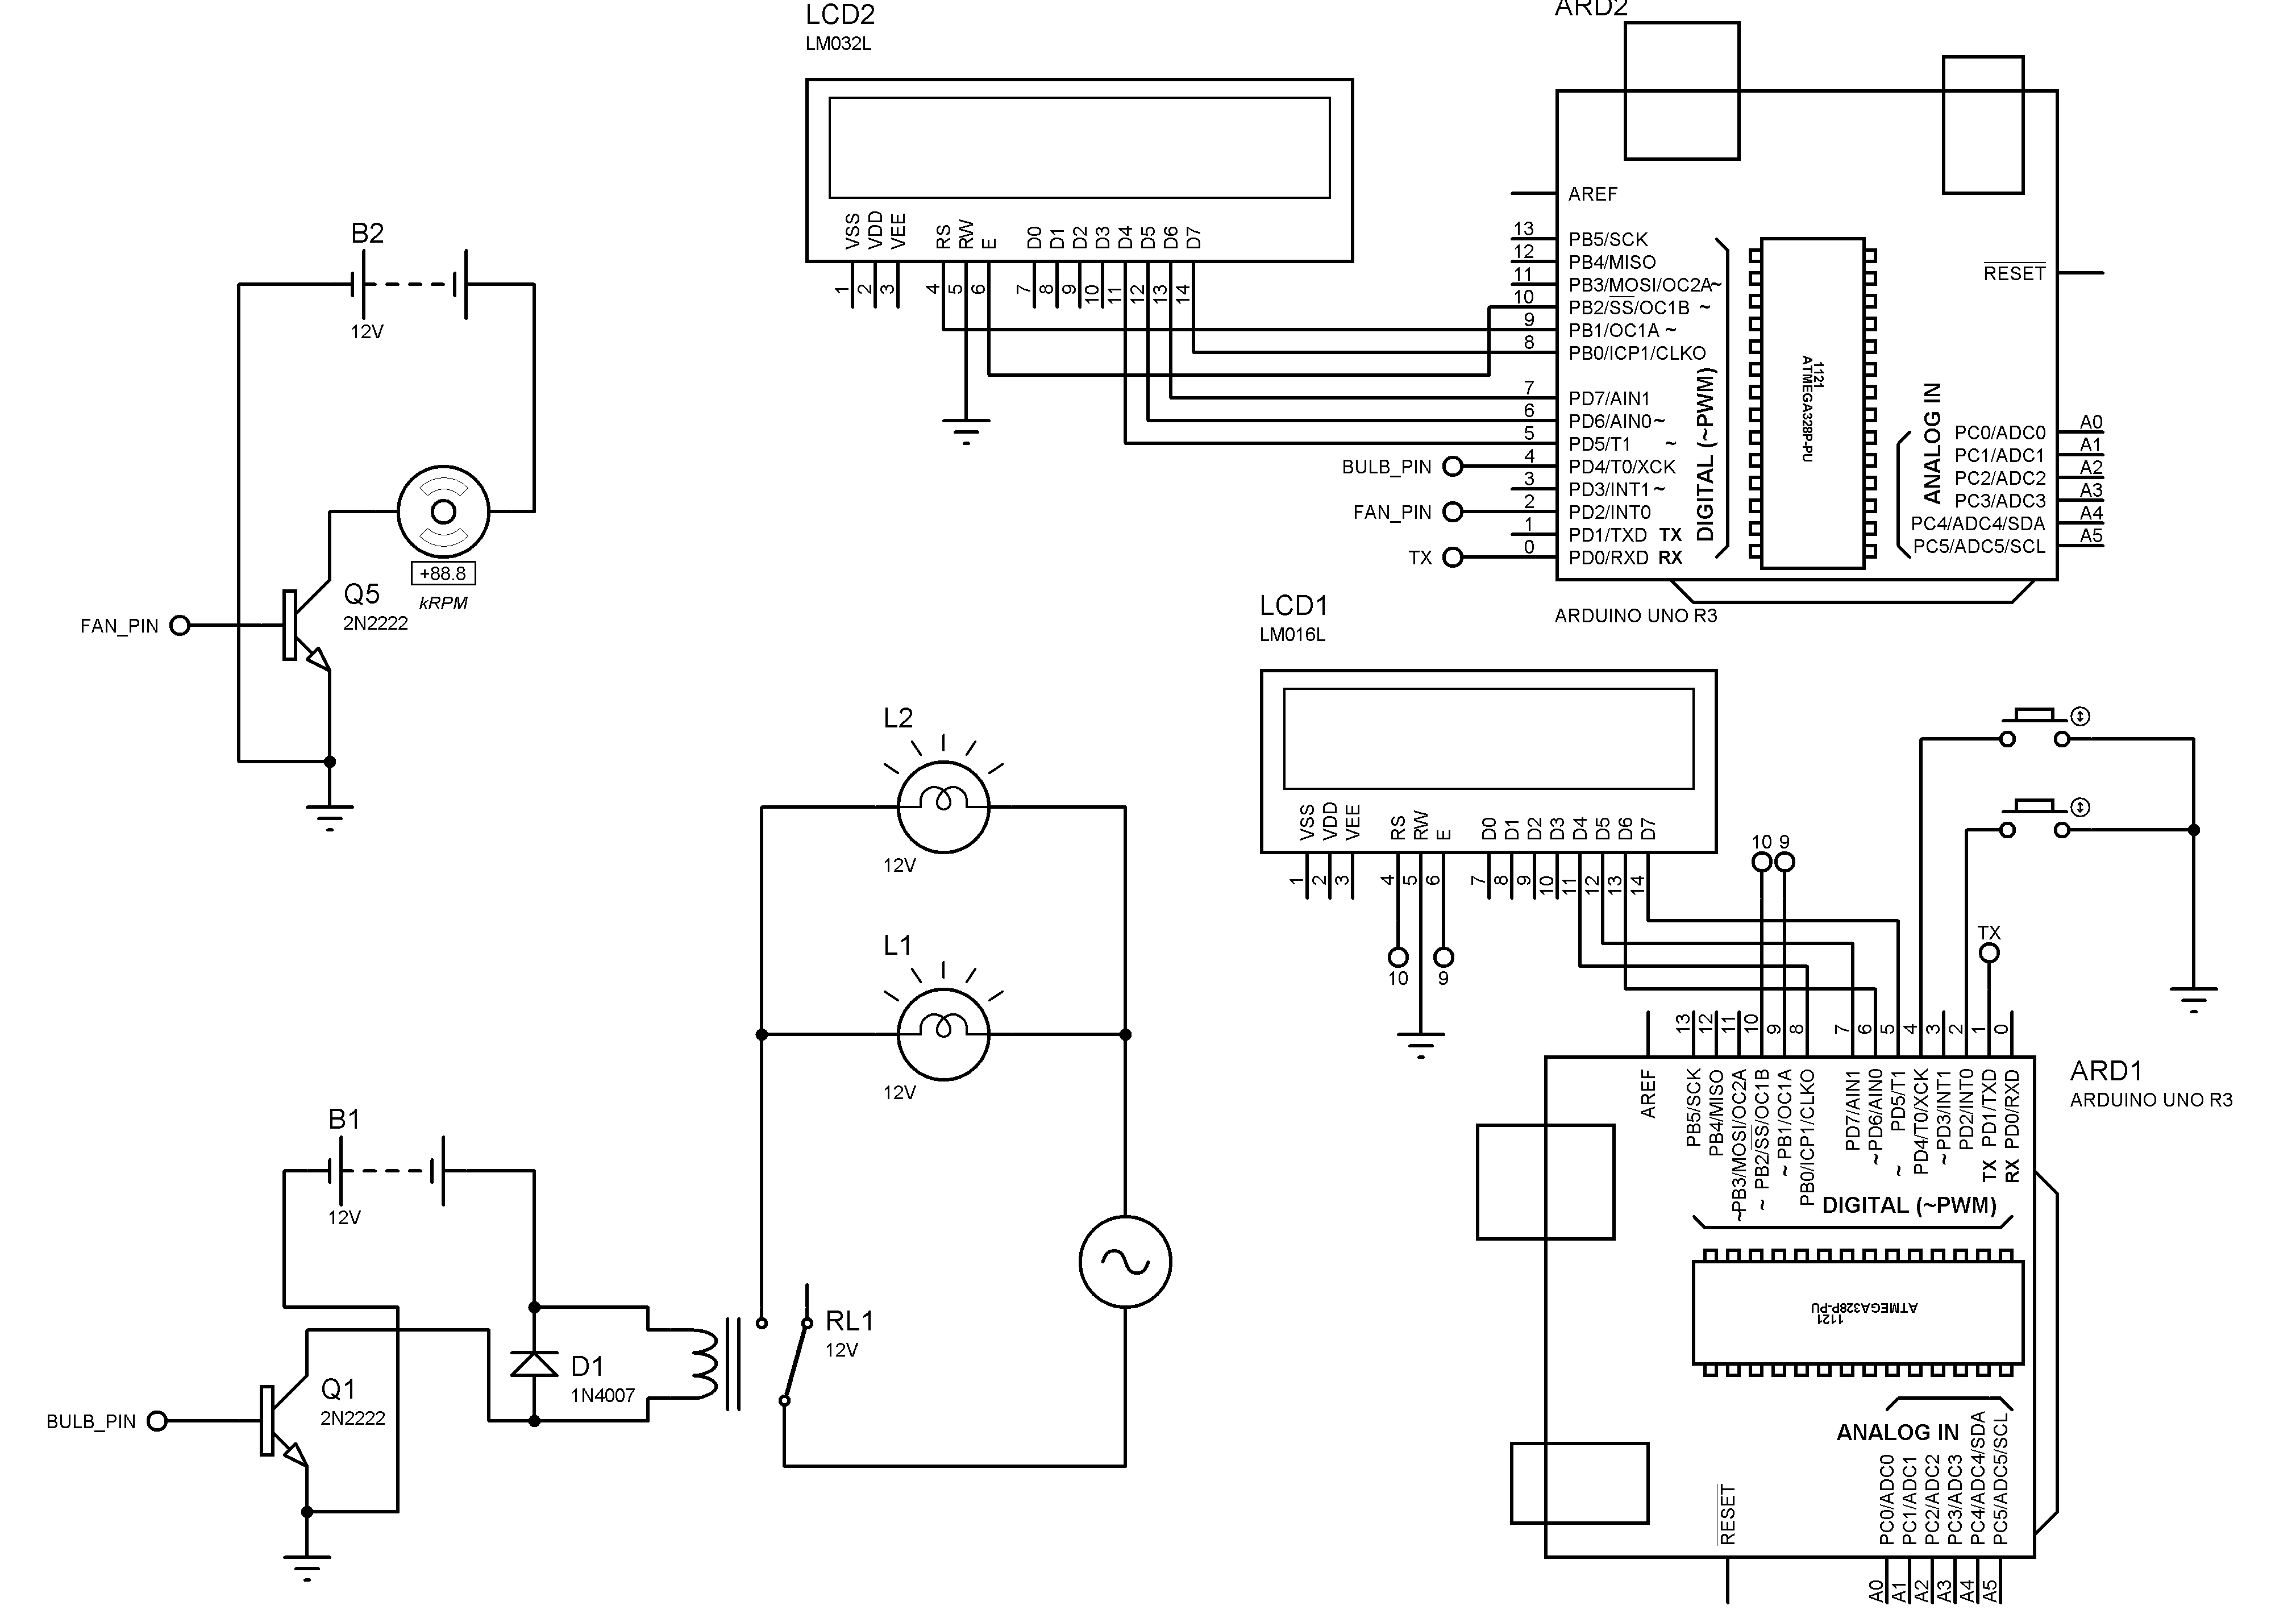 LCD2
LM032L
VSS
VDD
VEE
RS
RW
E
D0
D1
D2
D3
D4
D5
D6
D7
1
2
3
4
5
6
7
8
9
10
11
12
13
14
ARD2
AREF
13 PB5/SCK
12 PB4/MISO
11 PB3/MOSI/OC2A~
10 PB2/SS/OC1B ~
9 PB1/OC1A ~
8 PB0/ICP1/CLKO
7 PD7/AIN1
6 PD6/AIN0~
5 PD5/T1 ~
BULB_PIN 4 PD4/T0/XCK
3 PD3/INT1~
FAN_PIN 2 PD2/INT0
1 PD1/TXD TX
TX 0 PD0/RXD RX
DIGITAL (~PWM)
1121
ATMEGA328P-PU
RESET
ANALOG IN
PC0/ADC0 A0
PC1/ADC1 A1
PC2/ADC2 A2
PC3/ADC3 A3
PC4/ADC4/SDA A4
PC5/ADC5/SCL A5
ARDUINO UNO R3
B2
12V
+88.8
kRPM
Q5
2N2222
FAN_PIN
L2
12V
L1
12V
B1
12V
Q1
2N2222
BULB_PIN
D1
1N4007
RL1
12V
LCD1
LM016L
VSS
VDD
VEE
RS
RW
E
D0
D1
D2
D3
D4
D5
D6
D7
1
2
3
4
5
6
7
8
9
10
11
12
13
14
10
9
10 9
TX
13
12
11
10
9
8
7
6
5
4
3
2
1
0
ARD1
ARDUINO UNO R3
AREF
PB5/SCK
PB4/MISO
~PB3/MOSI/OC2A
~ PB2/SS/OC1B
~ PB1/OC1A
PB0/ICP1/CLKO
PD7/AIN1
~ PD6/AIN0
~ PD5/T1
PD4/T0/XCK
~ PD3/INT1
PD2/INT0
TX PD1/TXD
RX PD0/RXD
DIGITAL (~PWM)
1121
ATMEGA328P-PU
ANALOG IN
RESET
PC0/ADC0
PC1/ADC1
PC2/ADC2
PC3/ADC3
PC4/ADC4/SDA
PC5/ADC5/SCL
A0
A1
A2
A3
A4
A5